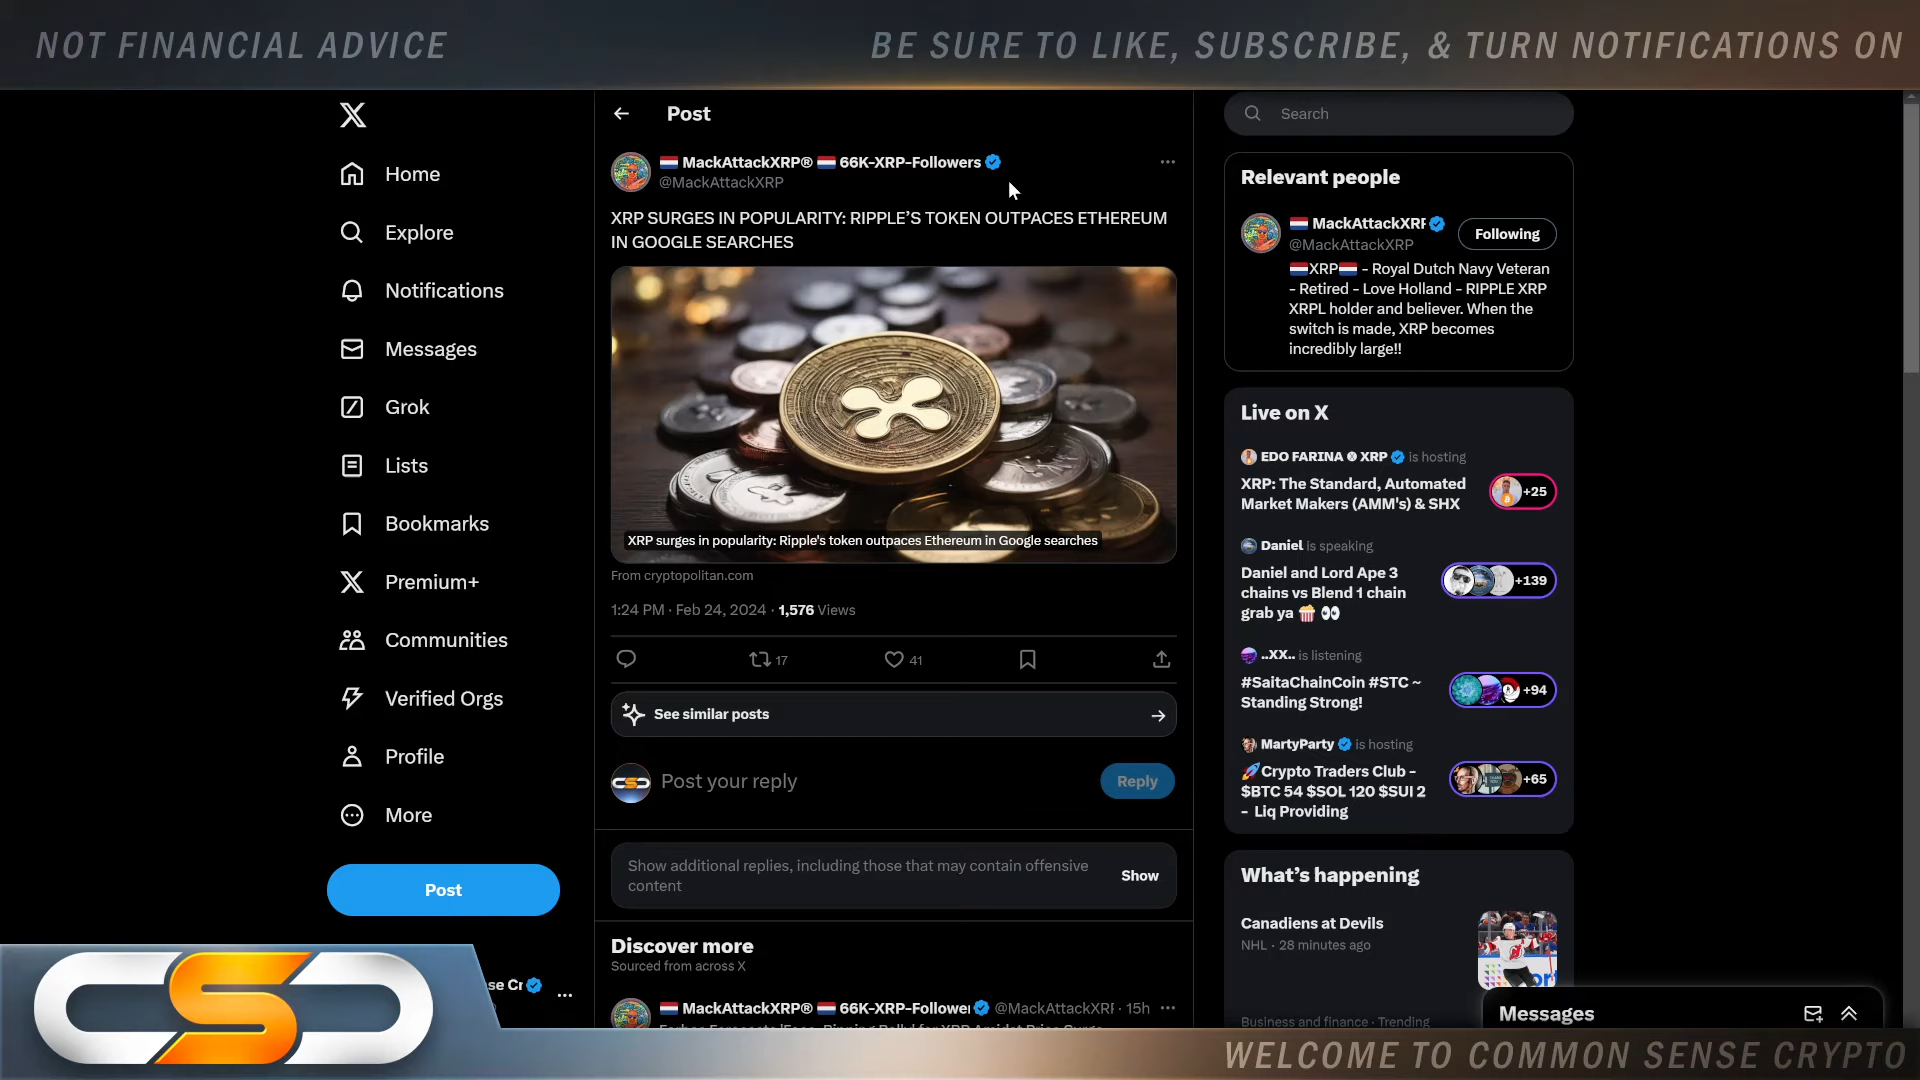 NOT FINANCIAL ADVICE
BE SURE TO LIKE, SUBSCRIBE, & TURN NOTIFICATIONS ON
Home
Explore
Notifications
Messages
Grok
Lists
Bookmarks
Premium+
Communities
Verified Orgs
Profile
More
Post
se Cr
Post
MackAttackXRP® 66K-XRP-Followers
@MackAttackXRP
XRP SURGES IN POPULARITY: RIPPLE’S TOKEN OUTPACES ETHEREUM
IN GOOGLE SEARCHES
XRP surges in popularity: Ripple's token outpaces Ethereum in Google searches
From cryptopolitan.com
1:24 PM · Feb 24, 2024 · 1,576 Views
17
41
See similar posts
Post your reply
Reply
Show additional replies, including those that may contain offensive
content
Show
Discover more
Sourced from across X
MackAttackXRP® 66K-XRP-Follower @MackAttackXRP · 15h
Search
Relevant people
MackAttackXRP
@MackAttackXRP
Following
XRP - Royal Dutch Navy Veteran
- Retired - Love Holland - RIPPLE XRP
XRPL holder and believer. When the
switch is made, XRP becomes
incredibly large!!
Live on X
EDO FARINA XRP is hosting
XRP: The Standard, Automated
Market Makers (AMM's) & SHX
+25
Daniel is speaking
Daniel and Lord Ape 3
chains vs Blend 1 chain
grab ya
+139
..XX.. is listening
#SaitaChainCoin #STC ~
Standing Strong!
+94
MartyParty is hosting
Crypto Traders Club -
$BTC 54 $SOL 120 $SUI 2
- Liq Providing
+65
What’s happening
Canadiens at Devils
NHL · 28 minutes ago
Business and finance · Trending
Messages
CSC
WELCOME TO COMMON SENSE CRYPTO